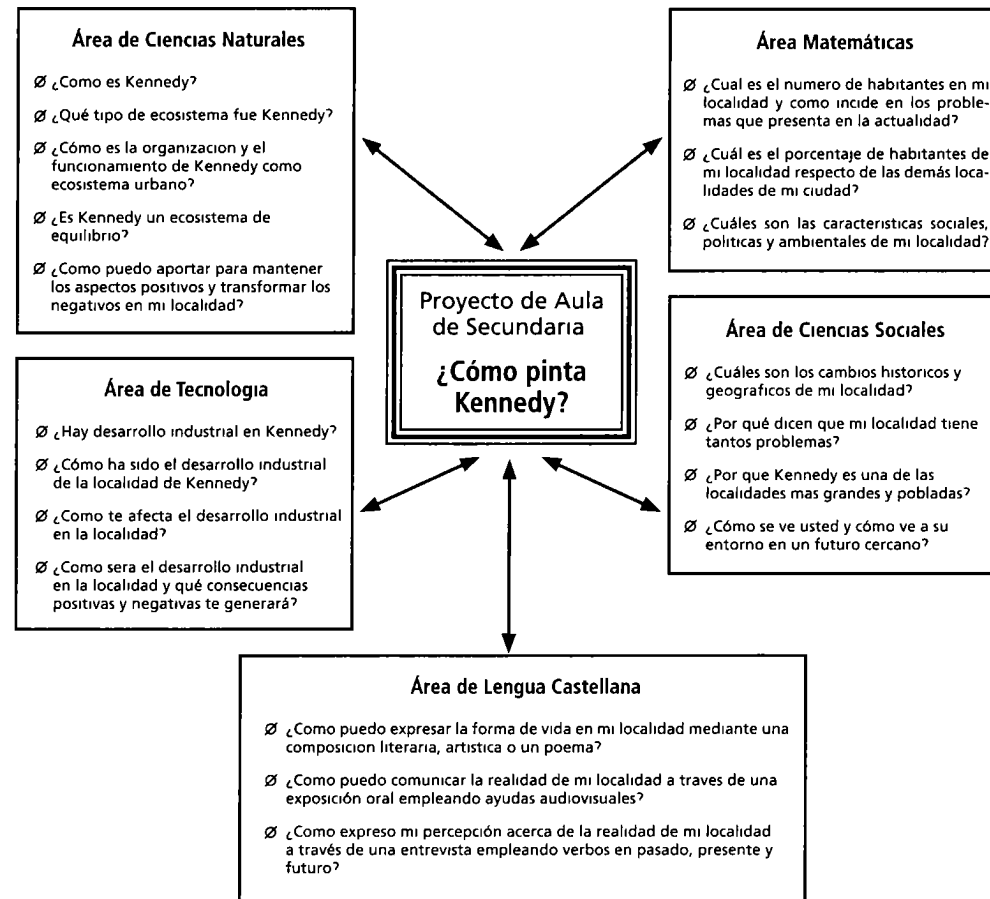 Área de Ciencias Naturales
Ø ¿Como es Kennedy?
Ø ¿Qué tipo de ecosistema fue Kennedy?
Ø ¿Cómo es la organizacion y el
funcionamiento de Kennedy como
ecosistema urbano?
Ø ¿Es Kennedy un ecosistema de
equilibrio?
Ø ¿Como puedo aportar para mantener
los aspectos positivos y transformar los
negativos en mi localidad?
Área Matemáticas
Ø ¿Cual es el numero de habitantes en mi
localidad y como incide en los proble-
mas que presenta en la actualidad?
Ø ¿Cuál es el porcentaje de habitantes de
mi localidad respecto de las demás loca-
lidades de mi ciudad?
Ø ¿Cuáles son las caracteristicas sociales,
politicas y ambientales de mi localidad?
Proyecto de Aula
de Secundaria
¿Cómo pinta
Kennedy?
Área de Tecnologia
Ø ¿Hay desarrollo industrial en Kennedy?
Ø ¿Cómo ha sido el desarrollo industrial
de la localidad de Kennedy?
Ø ¿Como te afecta el desarrollo industrial
en la localidad?
Ø ¿Como sera el desarrollo industrial
en la localidad y qué consecuencias
positivas y negativas te generará?
Área de Ciencias Sociales
Ø ¿Cuáles son los cambios historicos y
geograficos de mi localidad?
Ø ¿Por qué dicen que mi localidad tiene
tantos problemas?
Ø ¿Por que Kennedy es una de las
localidades mas grandes y pobladas?
Ø ¿Cómo se ve usted y cómo ve a su
entorno en un futuro cercano?
Área de Lengua Castellana
Ø ¿Como puedo expresar la forma de vida en mi localidad mediante una
composicion literaria, artistica o un poema?
Ø ¿Como puedo comunicar la realidad de mi localidad a traves de una
exposición oral empleando ayudas audiovisuales?
Ø ¿Como expreso mi percepción acerca de la realidad de mi localidad
a través de una entrevista empleando verbos en pasado, presente y
futuro?